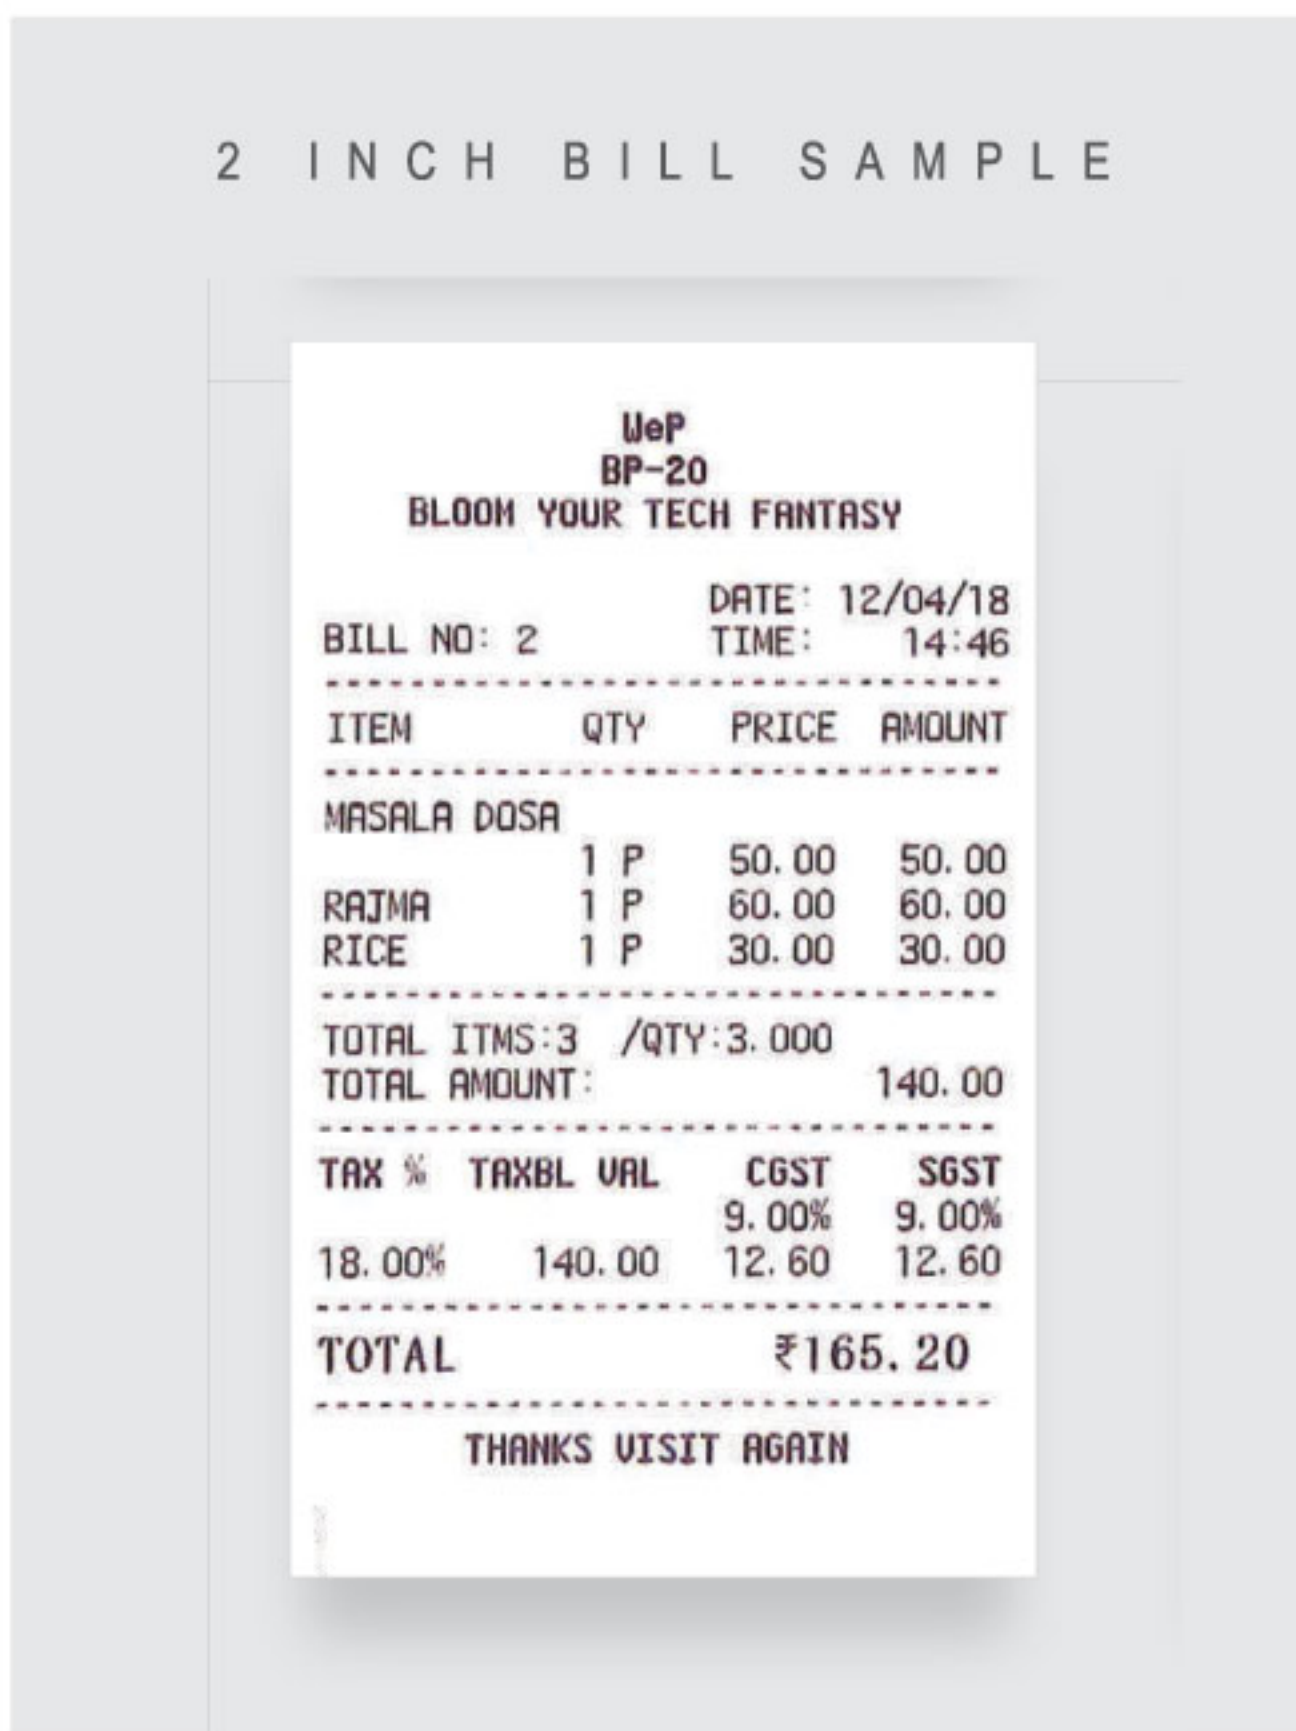 2 INCH BILL SAMPLE
WeP
BP-20
BLOOM YOUR TECH FANTASY
DATE: 12/04/18
BILL NO: 2 TIME: 14:46
ITEM QTY PRICE AMOUNT
MASALA DOSA
1 P 50.00 50.00
RAJMA 1 P 60.00 60.00
RICE 1 P 30.00 30.00
TOTAL ITMS:3 /QTY:3.000
TOTAL AMOUNT: 140.00
TAX % TAXBL VAL CGST SGST
9.00% 9.00%
18.00% 140.00 12.60 12.60
TOTAL ₹165.20
THANKS VISIT AGAIN